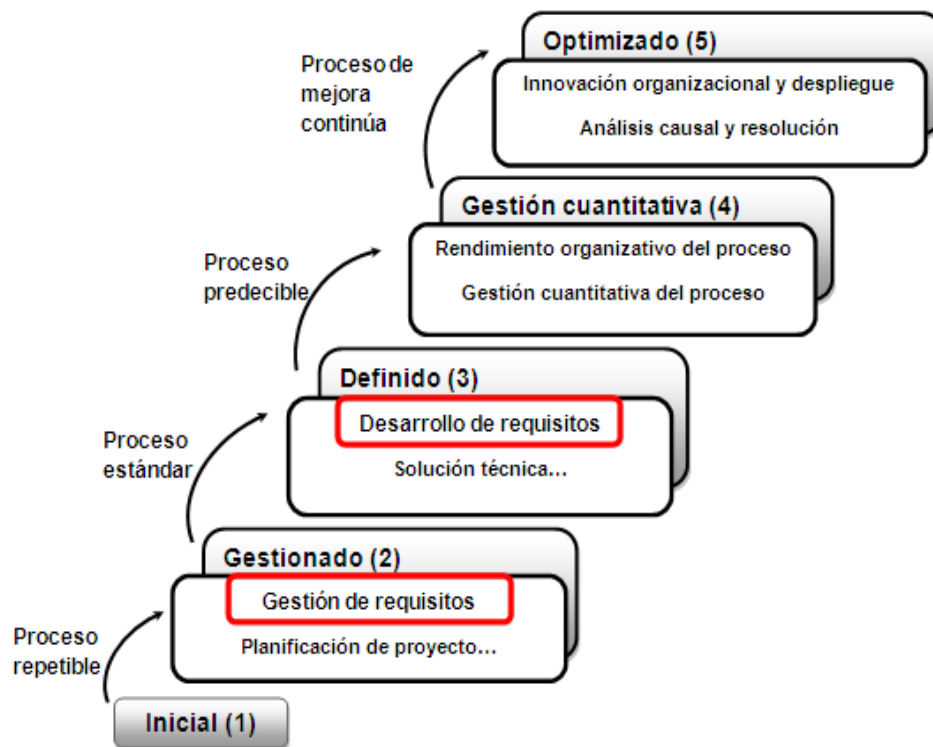 Optimizado (5)
Innovación organizacional y despliegue
Análisis causal y resolución
Proceso de
mejora
continúa
Gestión cuantitativa (4)
Rendimiento organizativo del proceso
Gestión cuantitativa del proceso
Proceso
predecible
Definido (3)
Desarrollo de requisitos
Solución técnica...
Proceso
estándar
Gestionado (2)
Gestión de requisitos
Planificación de proyecto...
Proceso
repetible
Inicial (1)